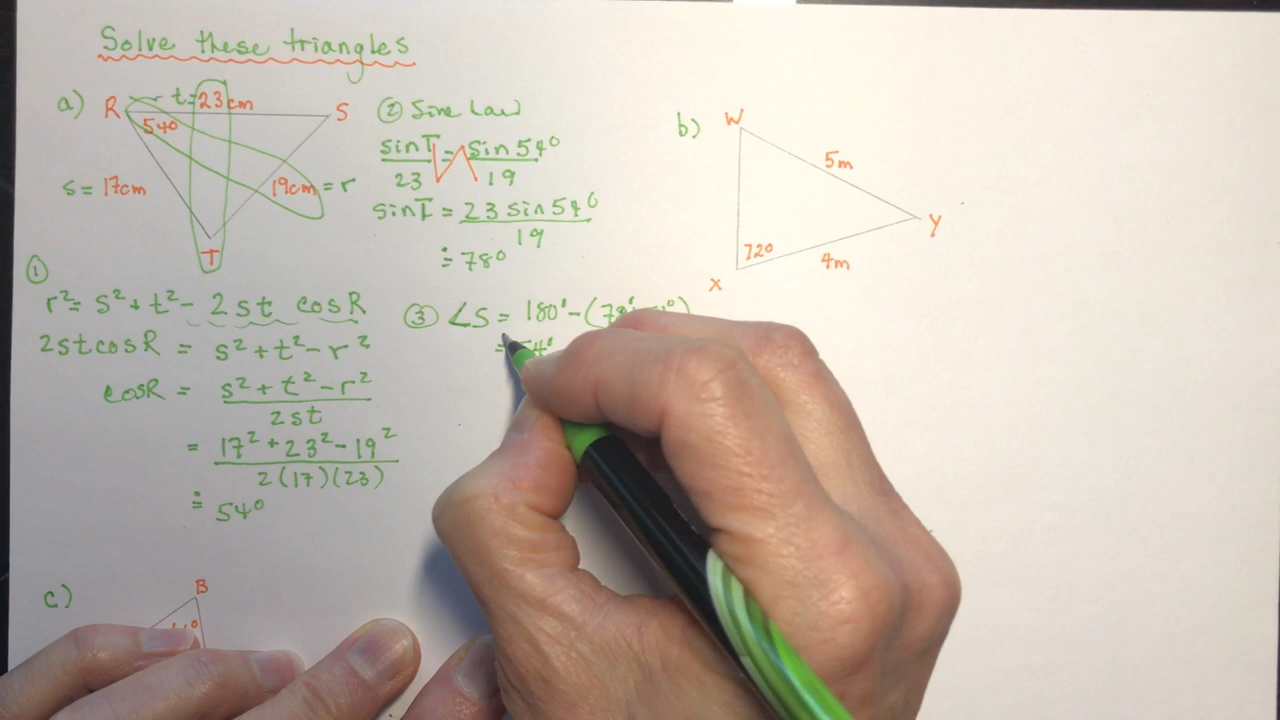 Solve these triangles
a) R t=23cm S
54°
s = 17cm
19cm = r
T
② Sine Law
sinT = sin54°
23 19
sinT = 23 sin54°
19
≐ 78°
①
r² = s² + t² - 2st cosR
2stcosR = s² + t² - r²
cosR = s² + t² - r²
2st
= 17² + 23² - 19²
2(17)(23)
≐ 54°
③ ∠S = 180° - (78°
b) W
5m
Y
72°
4m
X
c) B